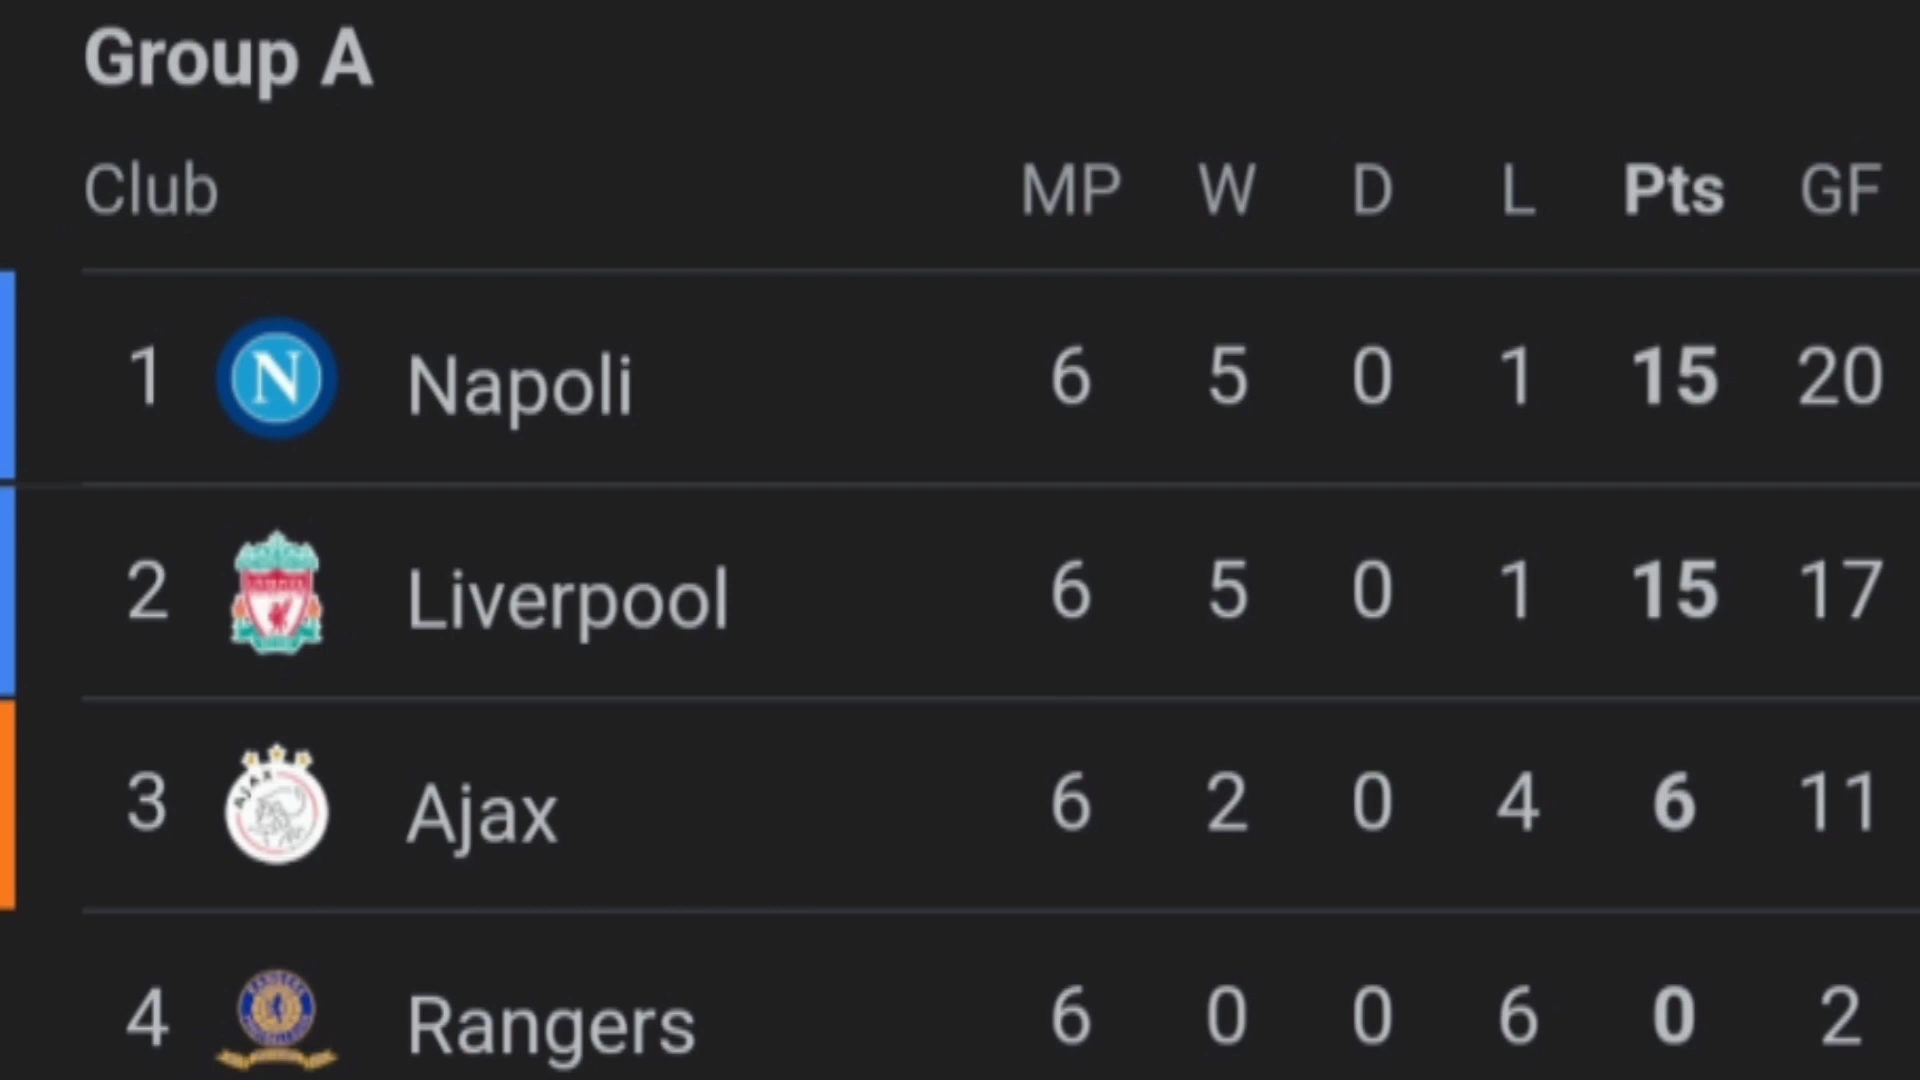 Group A
Club MP W D L Pts GF
1 Napoli 6 5 0 1 15 20
2 Liverpool 6 5 0 1 15 17
3 AJAX Ajax 6 2 0 4 6 11
4 Rangers 6 0 0 6 0 2